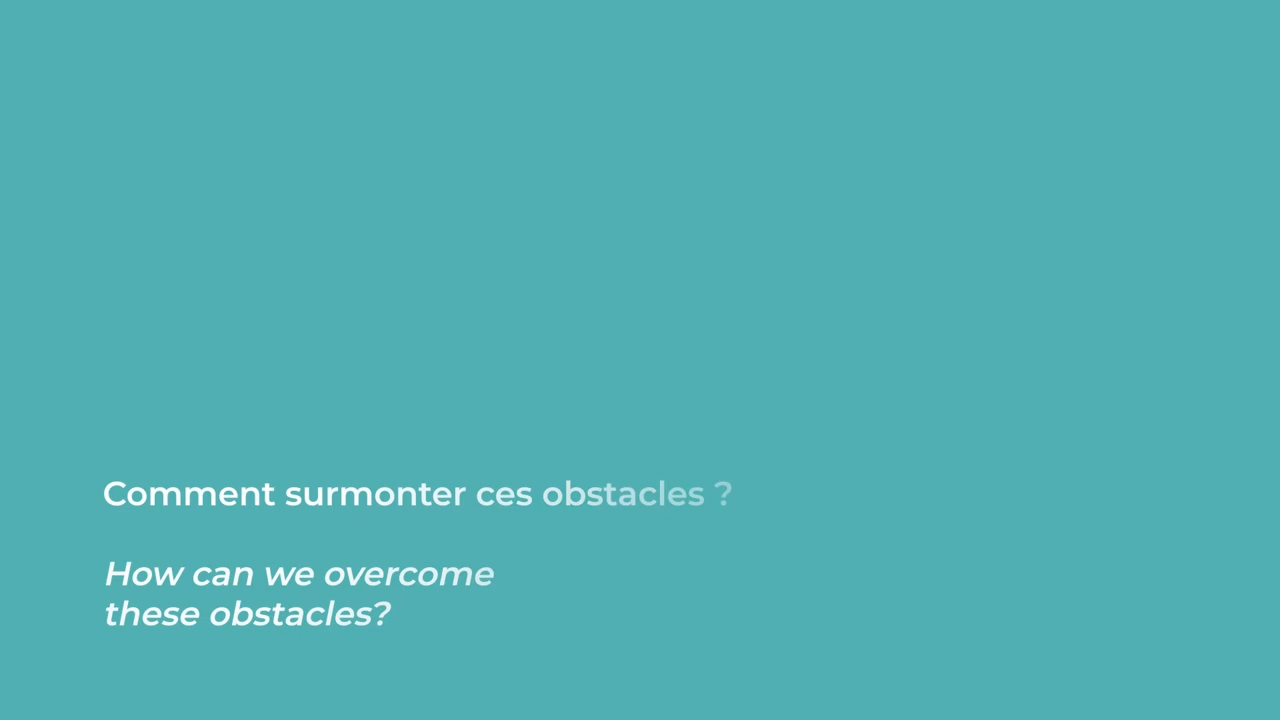 Comment surmonter ces obstacles ?
How can we overcome
these obstacles?